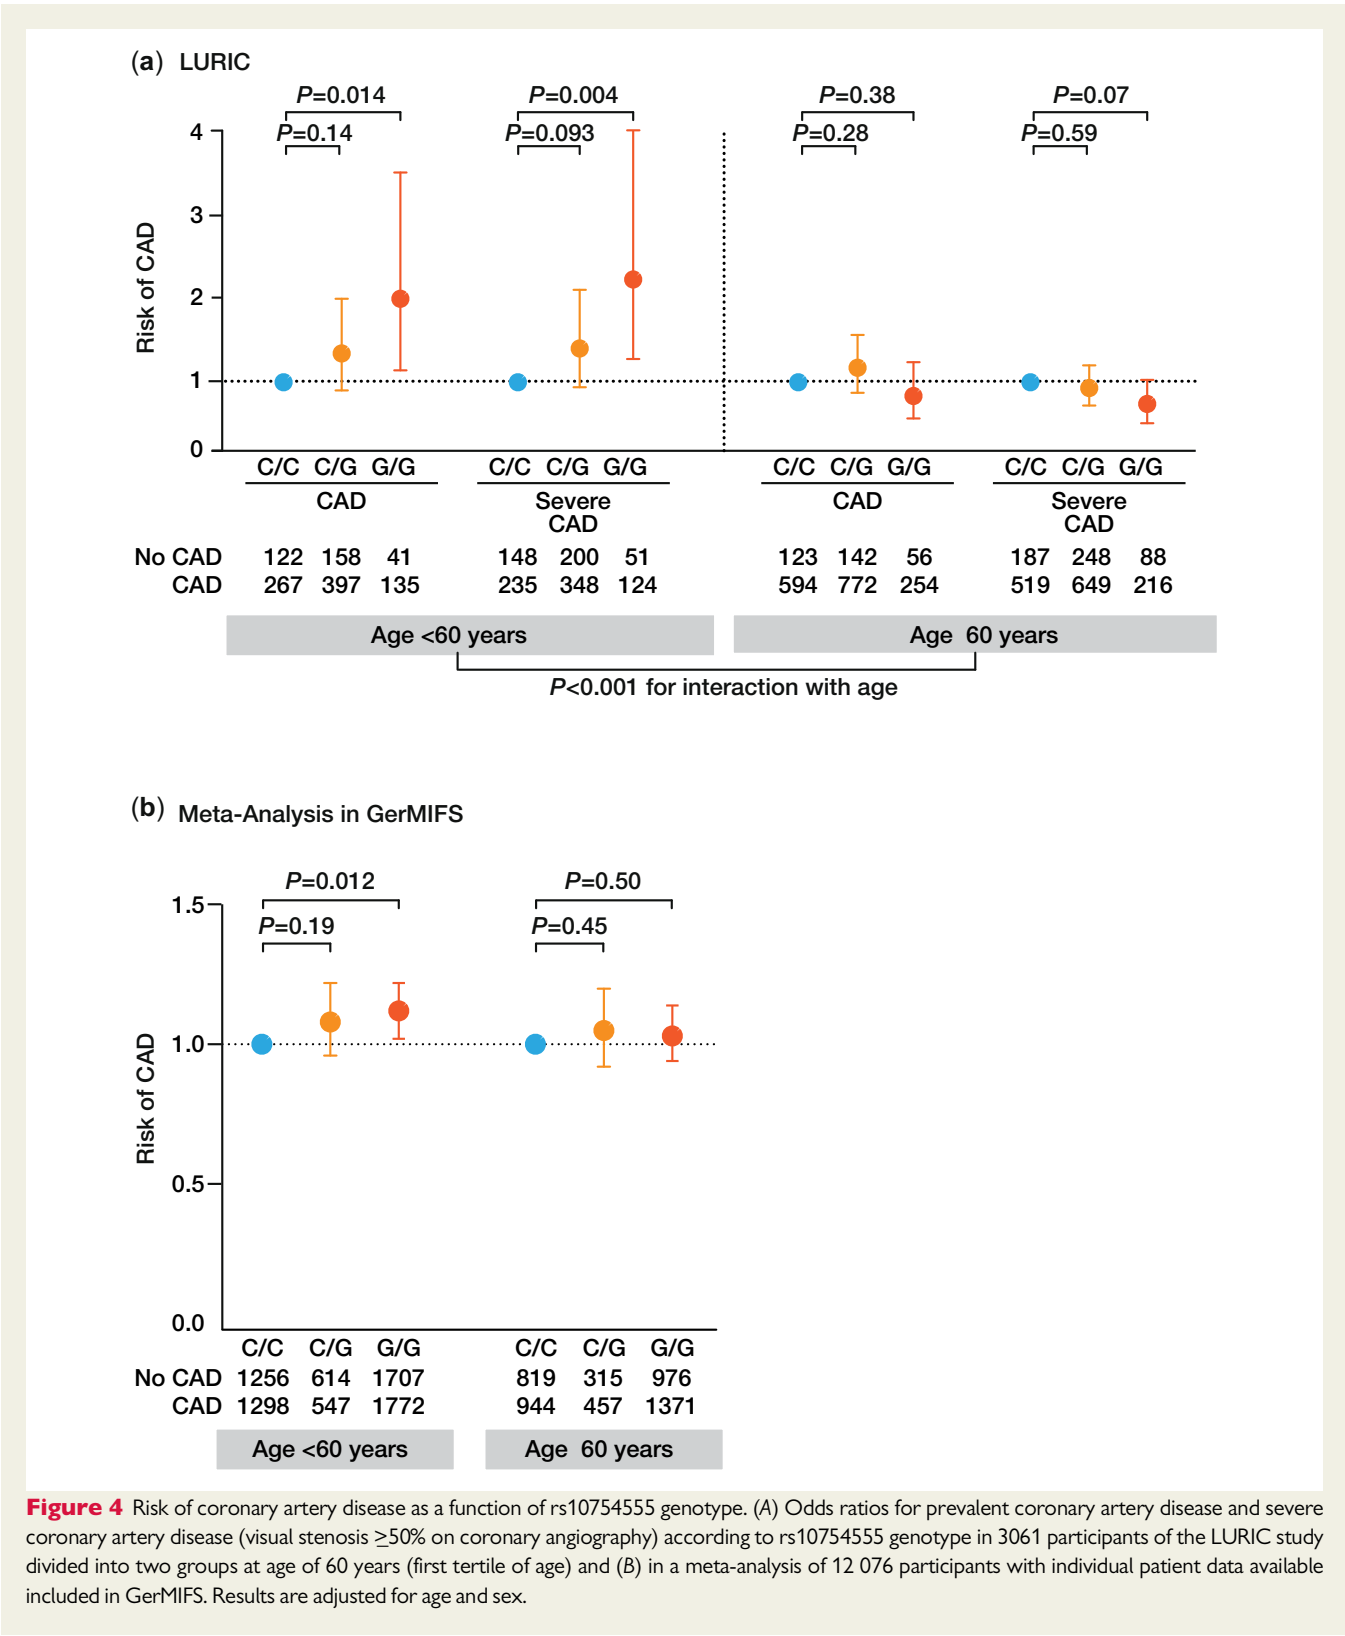 (a) LURIC
P=0.014 P=0.004 P=0.38 P=0.07
P=0.14 P=0.093 P=0.28 P=0.59
4
3
2
1
0
Risk of CAD
C/C C/G G/G C/C C/G G/G C/C C/G G/G C/C C/G G/G
CAD Severe CAD Severe
CAD CAD
No CAD 122 158 41 148 200 51 123 142 56 187 248 88
CAD 267 397 135 235 348 124 594 772 254 519 649 216
Age <60 years Age 60 years
P<0.001 for interaction with age
(b) Meta-Analysis in GerMIFS
P=0.012 P=0.50
P=0.19 P=0.45
1.5
1.0
0.5
0.0
Risk of CAD
C/C C/G G/G C/C C/G G/G
No CAD 1256 614 1707 819 315 976
CAD 1298 547 1772 944 457 1371
Age <60 years Age 60 years
Figure 4 Risk of coronary artery disease as a function of rs10754555 genotype. (A) Odds ratios for prevalent coronary artery disease and severe
coronary artery disease (visual stenosis ≥50% on coronary angiography) according to rs10754555 genotype in 3061 participants of the LURIC study
divided into two groups at age of 60 years (first tertile of age) and (B) in a meta-analysis of 12 076 participants with individual patient data available
included in GerMIFS. Results are adjusted for age and sex.